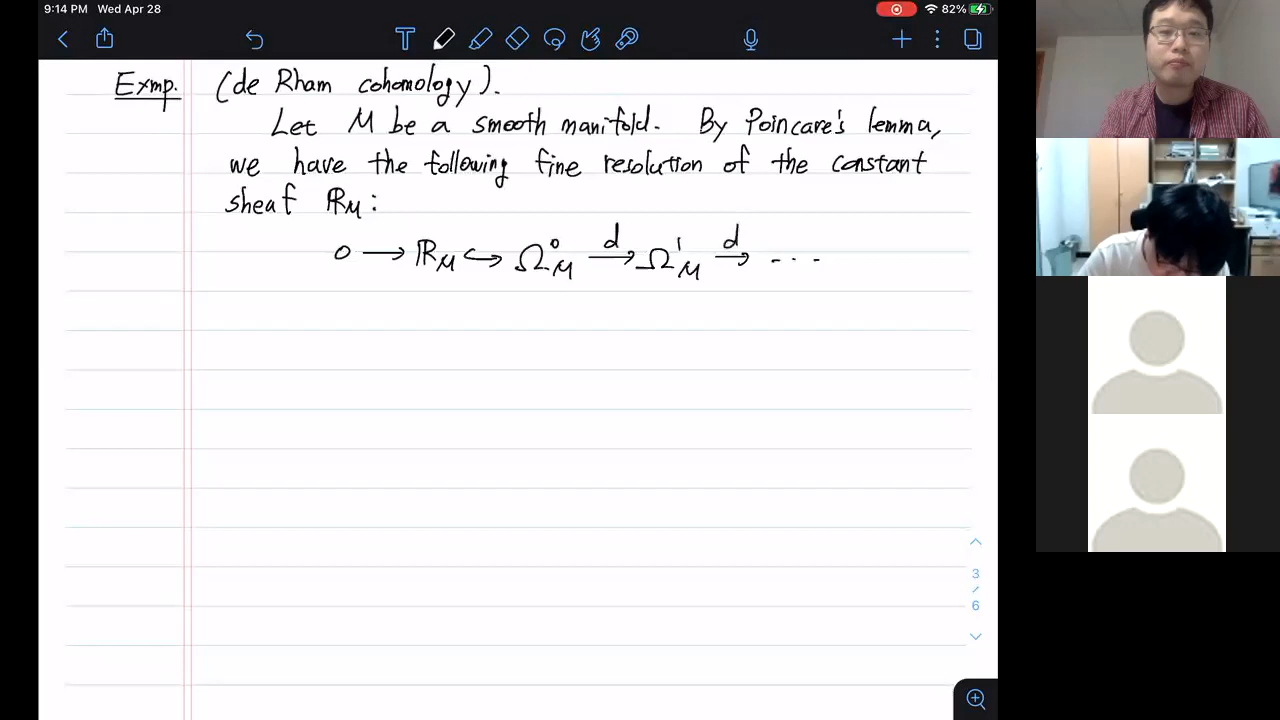 9:14 PM Wed Apr 28
82%
Exmp. (de Rham cohomology).
Let M be a smooth manifold. By Poincare's lemma,
we have the following fine resolution of the constant
sheaf ℝ_M :
0 ⟶ ℝ_M ↪ Ω⁰_M —d→ Ω¹_M —d→ ...
3
/
6